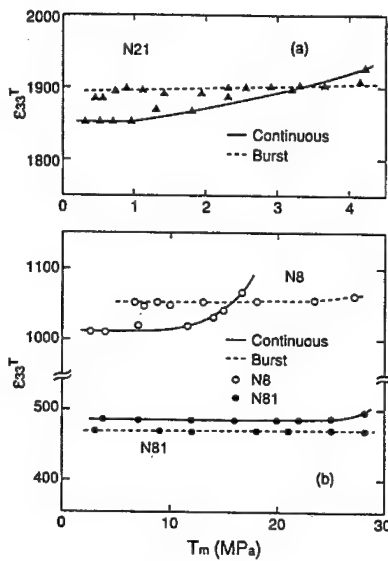 2000
N21
(a)
1900
1800
ε33ᵀ
Continuous
Burst
0
1
2
3
4
1100
N8
1000
Continuous
Burst
N8
N81
ε33ᵀ
500
N81
400
(b)
0
10
20
30
Tm (MPa)